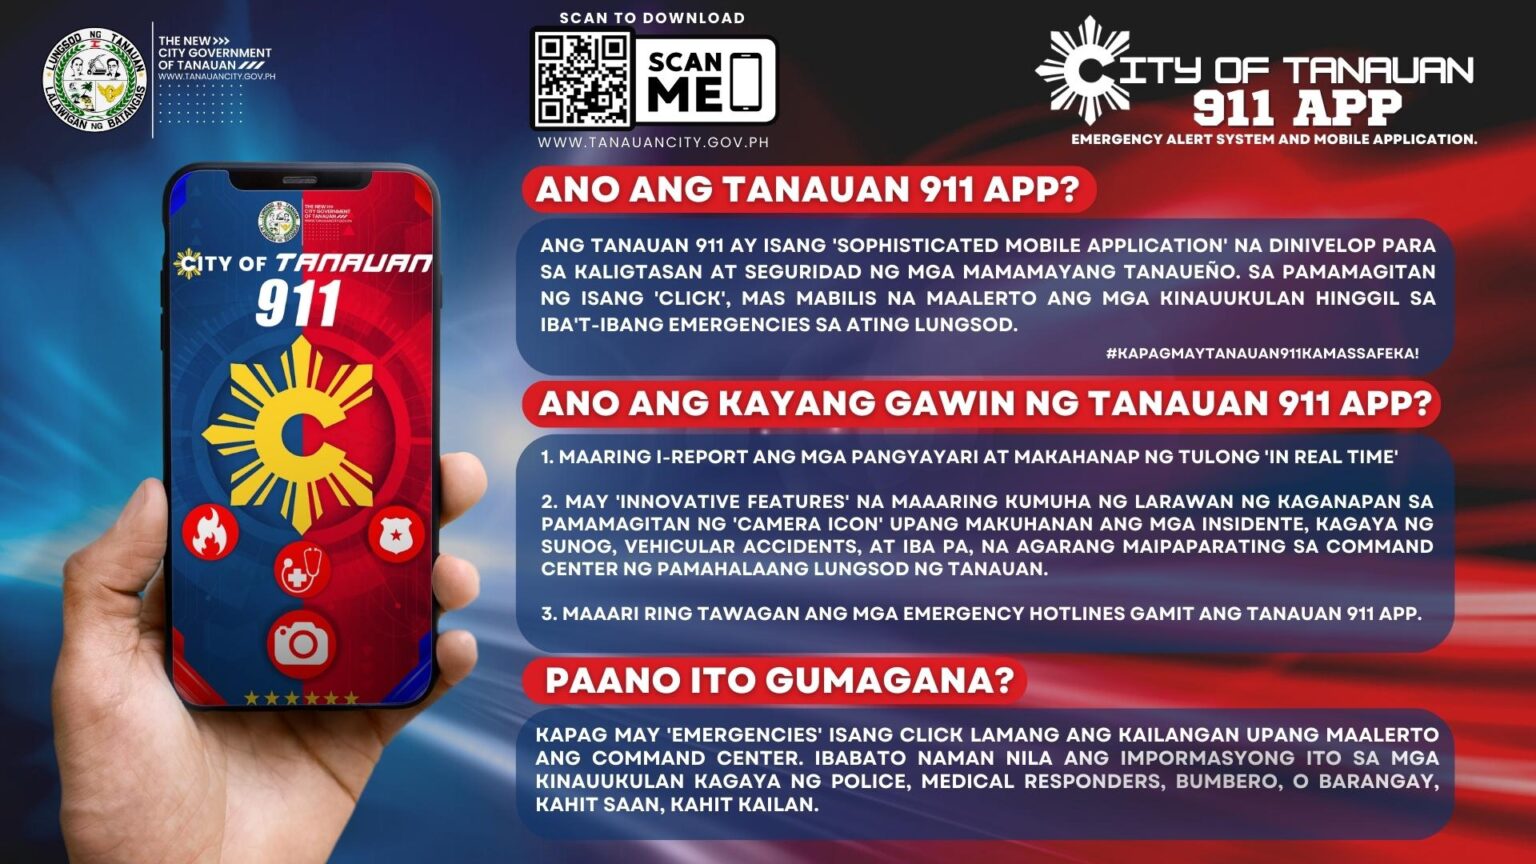 LUNGSOD NG TANAUAN
LALAWIGAN NG BATANGAS
THE NEW >>>
CITY GOVERNMENT
OF TANAUAN ////
WWW.TANAUANCITY.GOV.PH
SCAN TO DOWNLOAD
SCAN
ME
WWW.TANAUANCITY.GOV.PH
CITY OF TANAUAN
911 APP
EMERGENCY ALERT SYSTEM AND MOBILE APPLICATION.
THE NEW >>>
CITY GOVERNMENT
OF TANAUAN ////
CITY OF TANAUAN
911
C
ANO ANG TANAUAN 911 APP?
ANG TANAUAN 911 AY ISANG 'SOPHISTICATED MOBILE APPLICATION' NA DINIVELOP PARA
SA KALIGTASAN AT SEGURIDAD NG MGA MAMAMAYANG TANAUEÑO. SA PAMAMAGITAN
NG ISANG 'CLICK', MAS MABILIS NA MAALERTO ANG MGA KINAUUKULAN HINGGIL SA
IBA'T-IBANG EMERGENCIES SA ATING LUNGSOD.
#KAPAGMAYTANAUAN911KAMASSAFEKA!
ANO ANG KAYANG GAWIN NG TANAUAN 911 APP?
1. MAARING I-REPORT ANG MGA PANGYAYARI AT MAKAHANAP NG TULONG 'IN REAL TIME'
2. MAY 'INNOVATIVE FEATURES' NA MAAARING KUMUHA NG LARAWAN NG KAGANAPAN SA
PAMAMAGITAN NG 'CAMERA ICON' UPANG MAKUHANAN ANG MGA INSIDENTE, KAGAYA NG
SUNOG, VEHICULAR ACCIDENTS, AT IBA PA, NA AGARANG MAIPAPARATING SA COMMAND
CENTER NG PAMAHALAANG LUNGSOD NG TANAUAN.
3. MAAARI RING TAWAGAN ANG MGA EMERGENCY HOTLINES GAMIT ANG TANAUAN 911 APP.
PAANO ITO GUMAGANA?
KAPAG MAY 'EMERGENCIES' ISANG CLICK LAMANG ANG KAILANGAN UPANG MAALERTO
ANG COMMAND CENTER. IBABATO NAMAN NILA ANG IMPORMASYONG ITO SA MGA
KINAUUKULAN KAGAYA NG POLICE, MEDICAL RESPONDERS, BUMBERO, O BARANGAY,
KAHIT SAAN, KAHIT KAILAN.